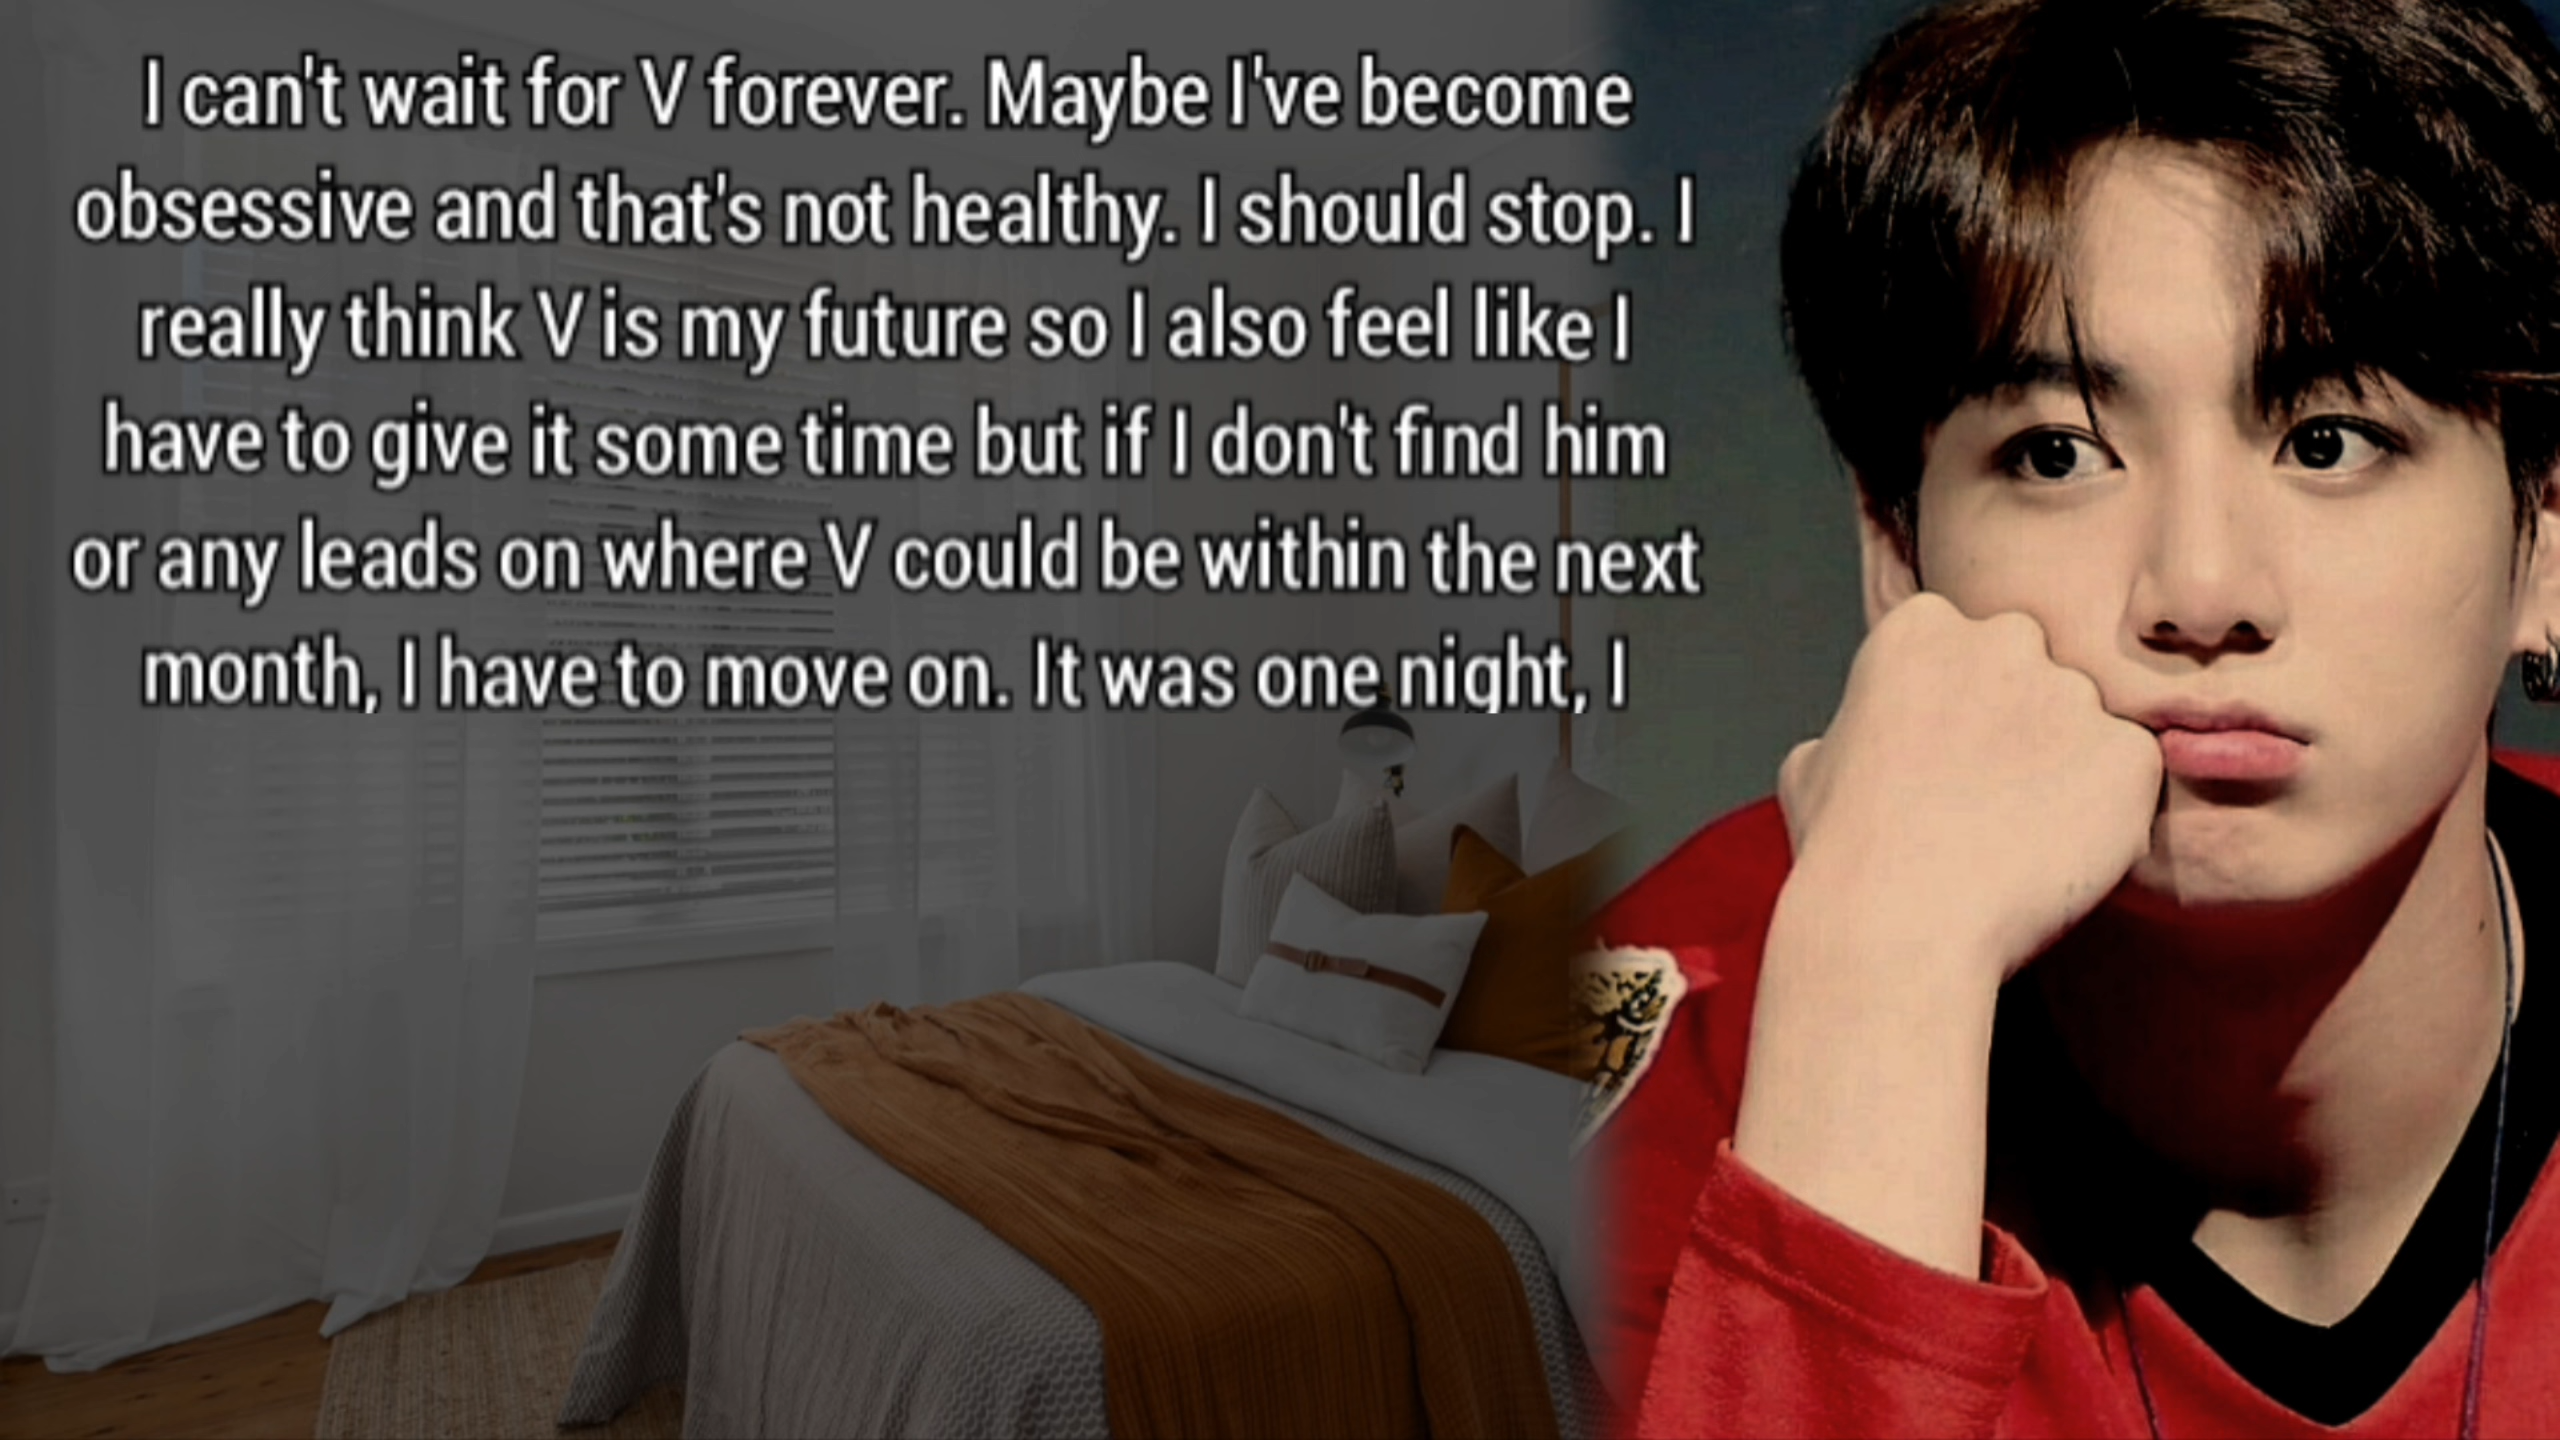 I can't wait for V forever. Maybe I've become
obsessive and that's not healthy. I should stop. I
really think V is my future so I also feel like I
have to give it some time but if I don't find him
or any leads on where V could be within the next
month, I have to move on. It was one night, I